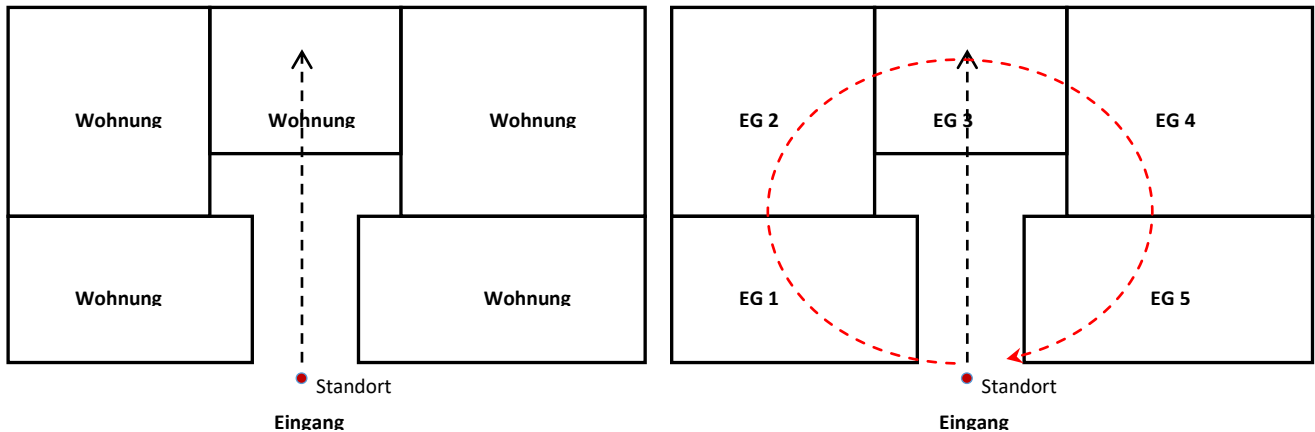 Wohnung
Wohnung
Wohnung
Wohnung
Wohnung
Standort
Eingang
EG 2
EG 3
EG 4
EG 1
EG 5
Standort
Eingang